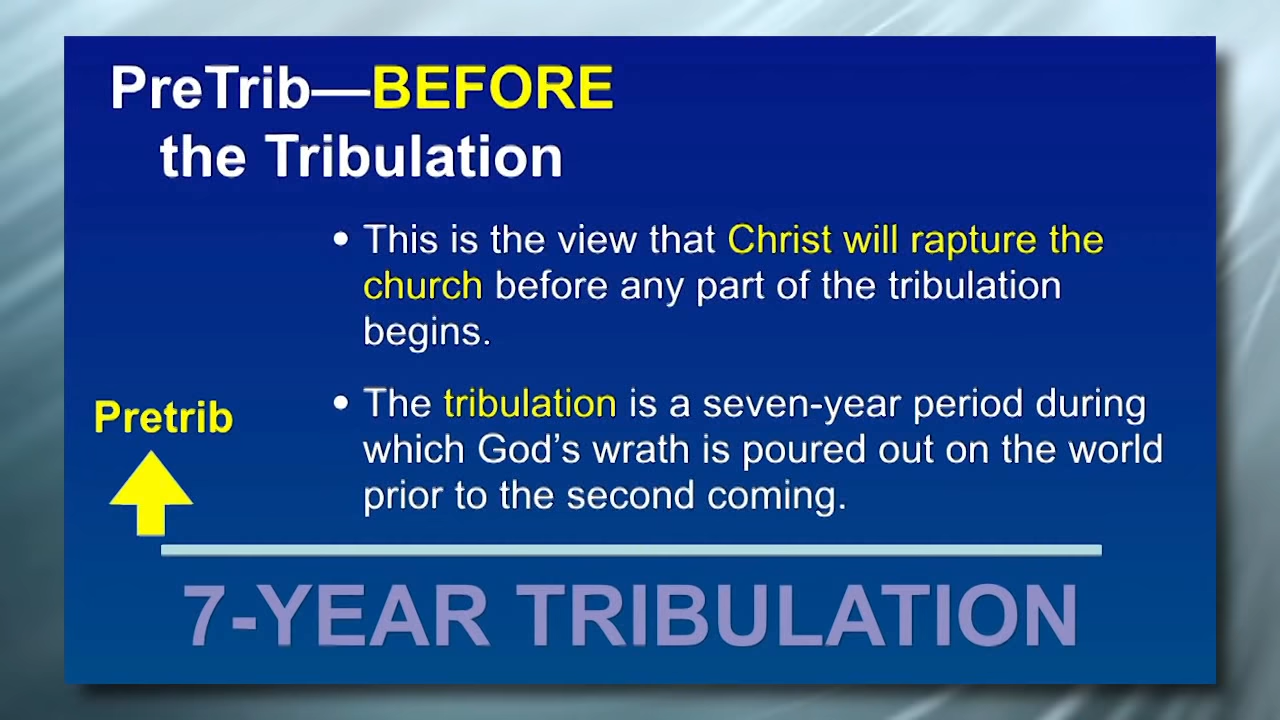 PreTrib—BEFORE
the Tribulation
• This is the view that Christ will rapture the
church before any part of the tribulation
begins.
• The tribulation is a seven-year period during
which God’s wrath is poured out on the world
prior to the second coming.
Pretrib
7-YEAR TRIBULATION